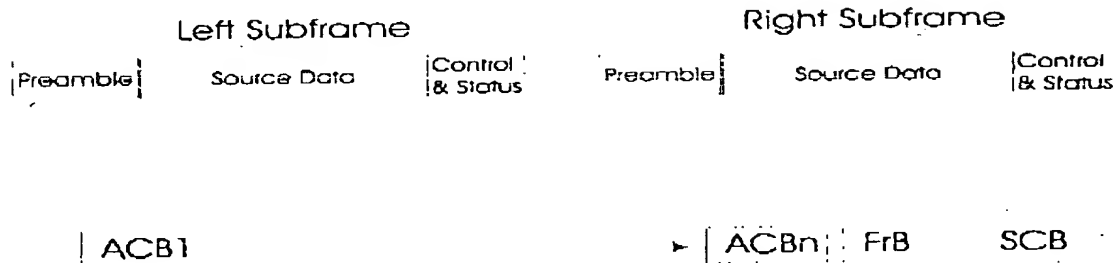 Left Subframe
Right Subframe
Preamble Source Data Control & Status
Preamble Source Data Control & Status
ACB1
ACBn FrB SCB